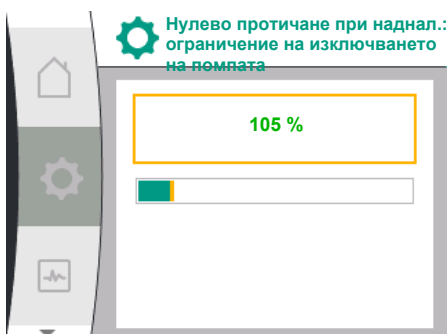 Нулево протичане при наднал.:
ограничение на изключването
на помпата
105 %